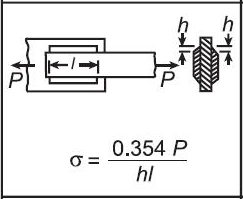 h h
P l P
σ = 0.354 P / hl